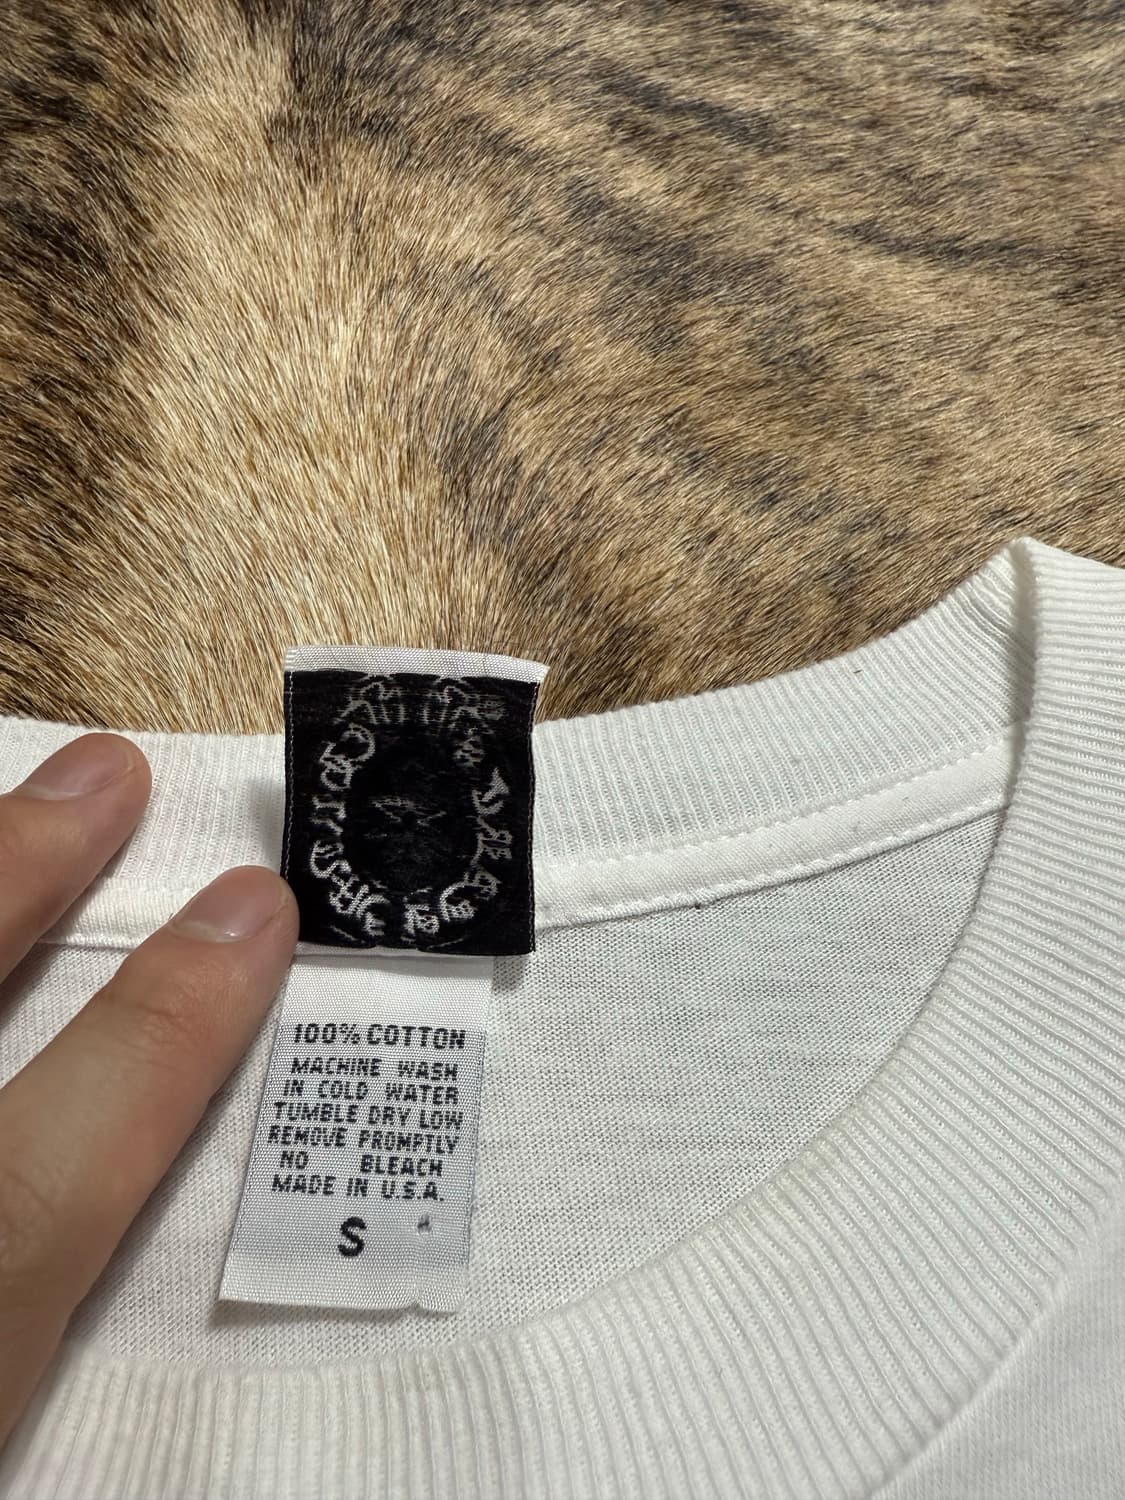 100% COTTON
MACHINE WASH
IN COLD WATER
TUMBLE DRY LOW
REMOVE PROMPTLY
NO BLEACH
MADE IN U.S.A.
S